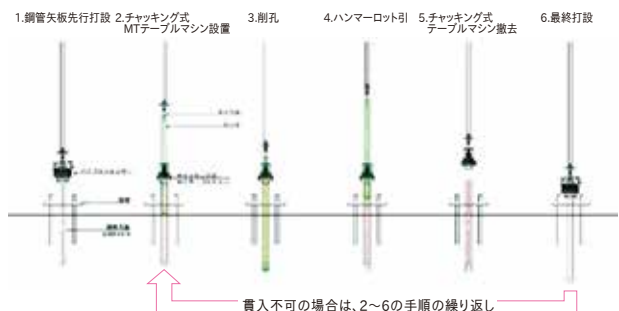 1.鋼管矢板先行打設
2.チャッキング式
MTテーブルマシン設置
3.削孔
4.ハンマーロット引
5.チャッキング式
テーブルマシン撤去
6.最終打設
貫入不可の場合は、2〜6の手順の繰り返し